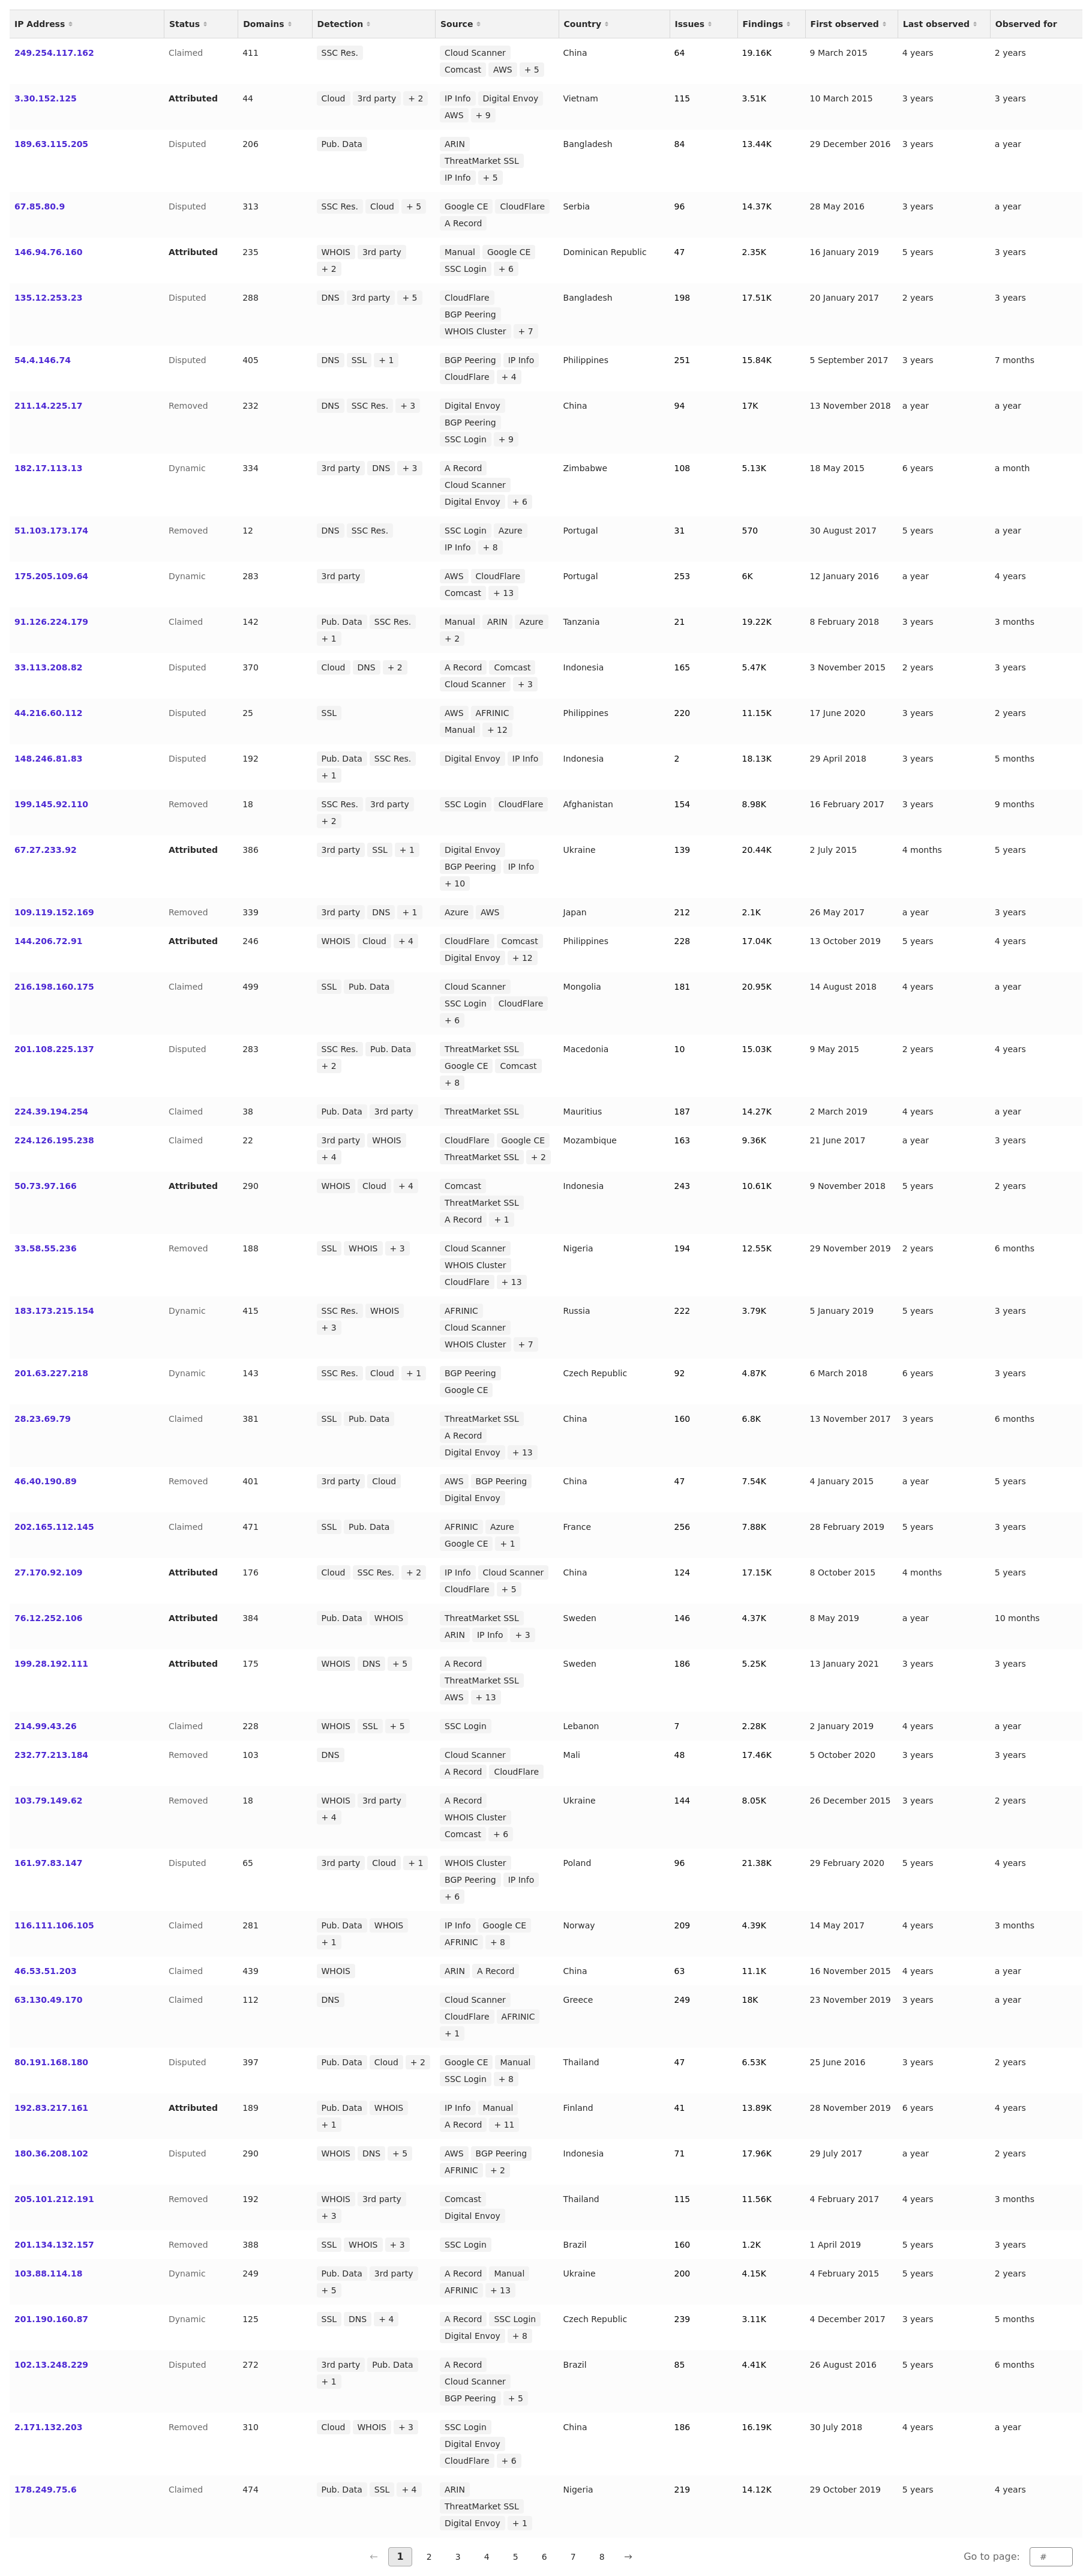 IP Address Status Domains Detection Source Country Issues Findings First observed Last observed Observed for
249.254.117.162 Claimed 411 SSC Res. Cloud Scanner China 64 19.16K 9 March 2015 4 years 2 years
Comcast AWS + 5
3.30.152.125 Attributed 44 Cloud 3rd party + 2 IP Info Digital Envoy Vietnam 115 3.51K 10 March 2015 3 years 3 years
AWS + 9
189.63.115.205 Disputed 206 Pub. Data ARIN Bangladesh 84 13.44K 29 December 2016 3 years a year
ThreatMarket SSL
IP Info + 5
67.85.80.9 Disputed 313 SSC Res. Cloud + 5 Google CE CloudFlare Serbia 96 14.37K 28 May 2016 3 years a year
A Record
146.94.76.160 Attributed 235 WHOIS 3rd party Manual Google CE Dominican Republic 47 2.35K 16 January 2019 5 years 3 years
+ 2 SSC Login + 6
135.12.253.23 Disputed 288 DNS 3rd party + 5 CloudFlare Bangladesh 198 17.51K 20 January 2017 2 years 3 years
BGP Peering
WHOIS Cluster + 7
54.4.146.74 Disputed 405 DNS SSL + 1 BGP Peering IP Info Philippines 251 15.84K 5 September 2017 3 years 7 months
CloudFlare + 4
211.14.225.17 Removed 232 DNS SSC Res. + 3 Digital Envoy China 94 17K 13 November 2018 a year a year
BGP Peering
SSC Login + 9
182.17.113.13 Dynamic 334 3rd party DNS + 3 A Record Zimbabwe 108 5.13K 18 May 2015 6 years a month
Cloud Scanner
Digital Envoy + 6
51.103.173.174 Removed 12 DNS SSC Res. SSC Login Azure Portugal 31 570 30 August 2017 5 years a year
IP Info + 8
175.205.109.64 Dynamic 283 3rd party AWS CloudFlare Portugal 253 6K 12 January 2016 a year 4 years
Comcast + 13
91.126.224.179 Claimed 142 Pub. Data SSC Res. Manual ARIN Azure Tanzania 21 19.22K 8 February 2018 3 years 3 months
+ 1 + 2
33.113.208.82 Disputed 370 Cloud DNS + 2 A Record Comcast Indonesia 165 5.47K 3 November 2015 2 years 3 years
Cloud Scanner + 3
44.216.60.112 Disputed 25 SSL AWS AFRINIC Philippines 220 11.15K 17 June 2020 3 years 2 years
Manual + 12
148.246.81.83 Disputed 192 Pub. Data SSC Res. Digital Envoy IP Info Indonesia 2 18.13K 29 April 2018 3 years 5 months
+ 1
199.145.92.110 Removed 18 SSC Res. 3rd party SSC Login CloudFlare Afghanistan 154 8.98K 16 February 2017 3 years 9 months
+ 2
67.27.233.92 Attributed 386 3rd party SSL + 1 Digital Envoy Ukraine 139 20.44K 2 July 2015 4 months 5 years
BGP Peering IP Info
+ 10
109.119.152.169 Removed 339 3rd party DNS + 1 Azure AWS Japan 212 2.1K 26 May 2017 a year 3 years
144.206.72.91 Attributed 246 WHOIS Cloud + 4 CloudFlare Comcast Philippines 228 17.04K 13 October 2019 5 years 4 years
Digital Envoy + 12
216.198.160.175 Claimed 499 SSL Pub. Data Cloud Scanner Mongolia 181 20.95K 14 August 2018 4 years a year
SSC Login CloudFlare
+ 6
201.108.225.137 Disputed 283 SSC Res. Pub. Data ThreatMarket SSL Macedonia 10 15.03K 9 May 2015 2 years 4 years
+ 2 Google CE Comcast
+ 8
224.39.194.254 Claimed 38 Pub. Data 3rd party ThreatMarket SSL Mauritius 187 14.27K 2 March 2019 4 years a year
224.126.195.238 Claimed 22 3rd party WHOIS CloudFlare Google CE Mozambique 163 9.36K 21 June 2017 a year 3 years
+ 4 ThreatMarket SSL + 2
50.73.97.166 Attributed 290 WHOIS Cloud + 4 Comcast Indonesia 243 10.61K 9 November 2018 5 years 2 years
ThreatMarket SSL
A Record + 1
33.58.55.236 Removed 188 SSL WHOIS + 3 Cloud Scanner Nigeria 194 12.55K 29 November 2019 2 years 6 months
WHOIS Cluster
CloudFlare + 13
183.173.215.154 Dynamic 415 SSC Res. WHOIS AFRINIC Russia 222 3.79K 5 January 2019 5 years 3 years
+ 3 Cloud Scanner
WHOIS Cluster + 7
201.63.227.218 Dynamic 143 SSC Res. Cloud + 1 BGP Peering Czech Republic 92 4.87K 6 March 2018 6 years 3 years
Google CE
28.23.69.79 Claimed 381 SSL Pub. Data ThreatMarket SSL China 160 6.8K 13 November 2017 3 years 6 months
A Record
Digital Envoy + 13
46.40.190.89 Removed 401 3rd party Cloud AWS BGP Peering China 47 7.54K 4 January 2015 a year 5 years
Digital Envoy
202.165.112.145 Claimed 471 SSL Pub. Data AFRINIC Azure France 256 7.88K 28 February 2019 5 years 3 years
Google CE + 1
27.170.92.109 Attributed 176 Cloud SSC Res. + 2 IP Info Cloud Scanner China 124 17.15K 8 October 2015 4 months 5 years
CloudFlare + 5
76.12.252.106 Attributed 384 Pub. Data WHOIS ThreatMarket SSL Sweden 146 4.37K 8 May 2019 a year 10 months
ARIN IP Info + 3
199.28.192.111 Attributed 175 WHOIS DNS + 5 A Record Sweden 186 5.25K 13 January 2021 3 years 3 years
ThreatMarket SSL
AWS + 13
214.99.43.26 Claimed 228 WHOIS SSL + 5 SSC Login Lebanon 7 2.28K 2 January 2019 4 years a year
232.77.213.184 Removed 103 DNS Cloud Scanner Mali 48 17.46K 5 October 2020 3 years 3 years
A Record CloudFlare
103.79.149.62 Removed 18 WHOIS 3rd party A Record Ukraine 144 8.05K 26 December 2015 3 years 2 years
+ 4 WHOIS Cluster
Comcast + 6
161.97.83.147 Disputed 65 3rd party Cloud + 1 WHOIS Cluster Poland 96 21.38K 29 February 2020 5 years 4 years
BGP Peering IP Info
+ 6
116.111.106.105 Claimed 281 Pub. Data WHOIS IP Info Google CE Norway 209 4.39K 14 May 2017 4 years 3 months
+ 1 AFRINIC + 8
46.53.51.203 Claimed 439 WHOIS ARIN A Record China 63 11.1K 16 November 2015 4 years a year
63.130.49.170 Claimed 112 DNS Cloud Scanner Greece 249 18K 23 November 2019 3 years a year
CloudFlare AFRINIC
+ 1
80.191.168.180 Disputed 397 Pub. Data Cloud + 2 Google CE Manual Thailand 47 6.53K 25 June 2016 3 years 2 years
SSC Login + 8
192.83.217.161 Attributed 189 Pub. Data WHOIS IP Info Manual Finland 41 13.89K 28 November 2019 6 years 4 years
+ 1 A Record + 11
180.36.208.102 Disputed 290 WHOIS DNS + 5 AWS BGP Peering Indonesia 71 17.96K 29 July 2017 a year 2 years
AFRINIC + 2
205.101.212.191 Removed 192 WHOIS 3rd party Comcast Thailand 115 11.56K 4 February 2017 4 years 3 months
+ 3 Digital Envoy
201.134.132.157 Removed 388 SSL WHOIS + 3 SSC Login Brazil 160 1.2K 1 April 2019 5 years 3 years
103.88.114.18 Dynamic 249 Pub. Data 3rd party A Record Manual Ukraine 200 4.15K 4 February 2015 5 years 2 years
+ 5 AFRINIC + 13
201.190.160.87 Dynamic 125 SSL DNS + 4 A Record SSC Login Czech Republic 239 3.11K 4 December 2017 3 years 5 months
Digital Envoy + 8
102.13.248.229 Disputed 272 3rd party Pub. Data A Record Brazil 85 4.41K 26 August 2016 5 years 6 months
+ 1 Cloud Scanner
BGP Peering + 5
2.171.132.203 Removed 310 Cloud WHOIS + 3 SSC Login China 186 16.19K 30 July 2018 4 years a year
Digital Envoy
CloudFlare + 6
178.249.75.6 Claimed 474 Pub. Data SSL + 4 ARIN Nigeria 219 14.12K 29 October 2019 5 years 4 years
ThreatMarket SSL
Digital Envoy + 1
← 1 2 3 4 5 6 7 8 → Go to page: #